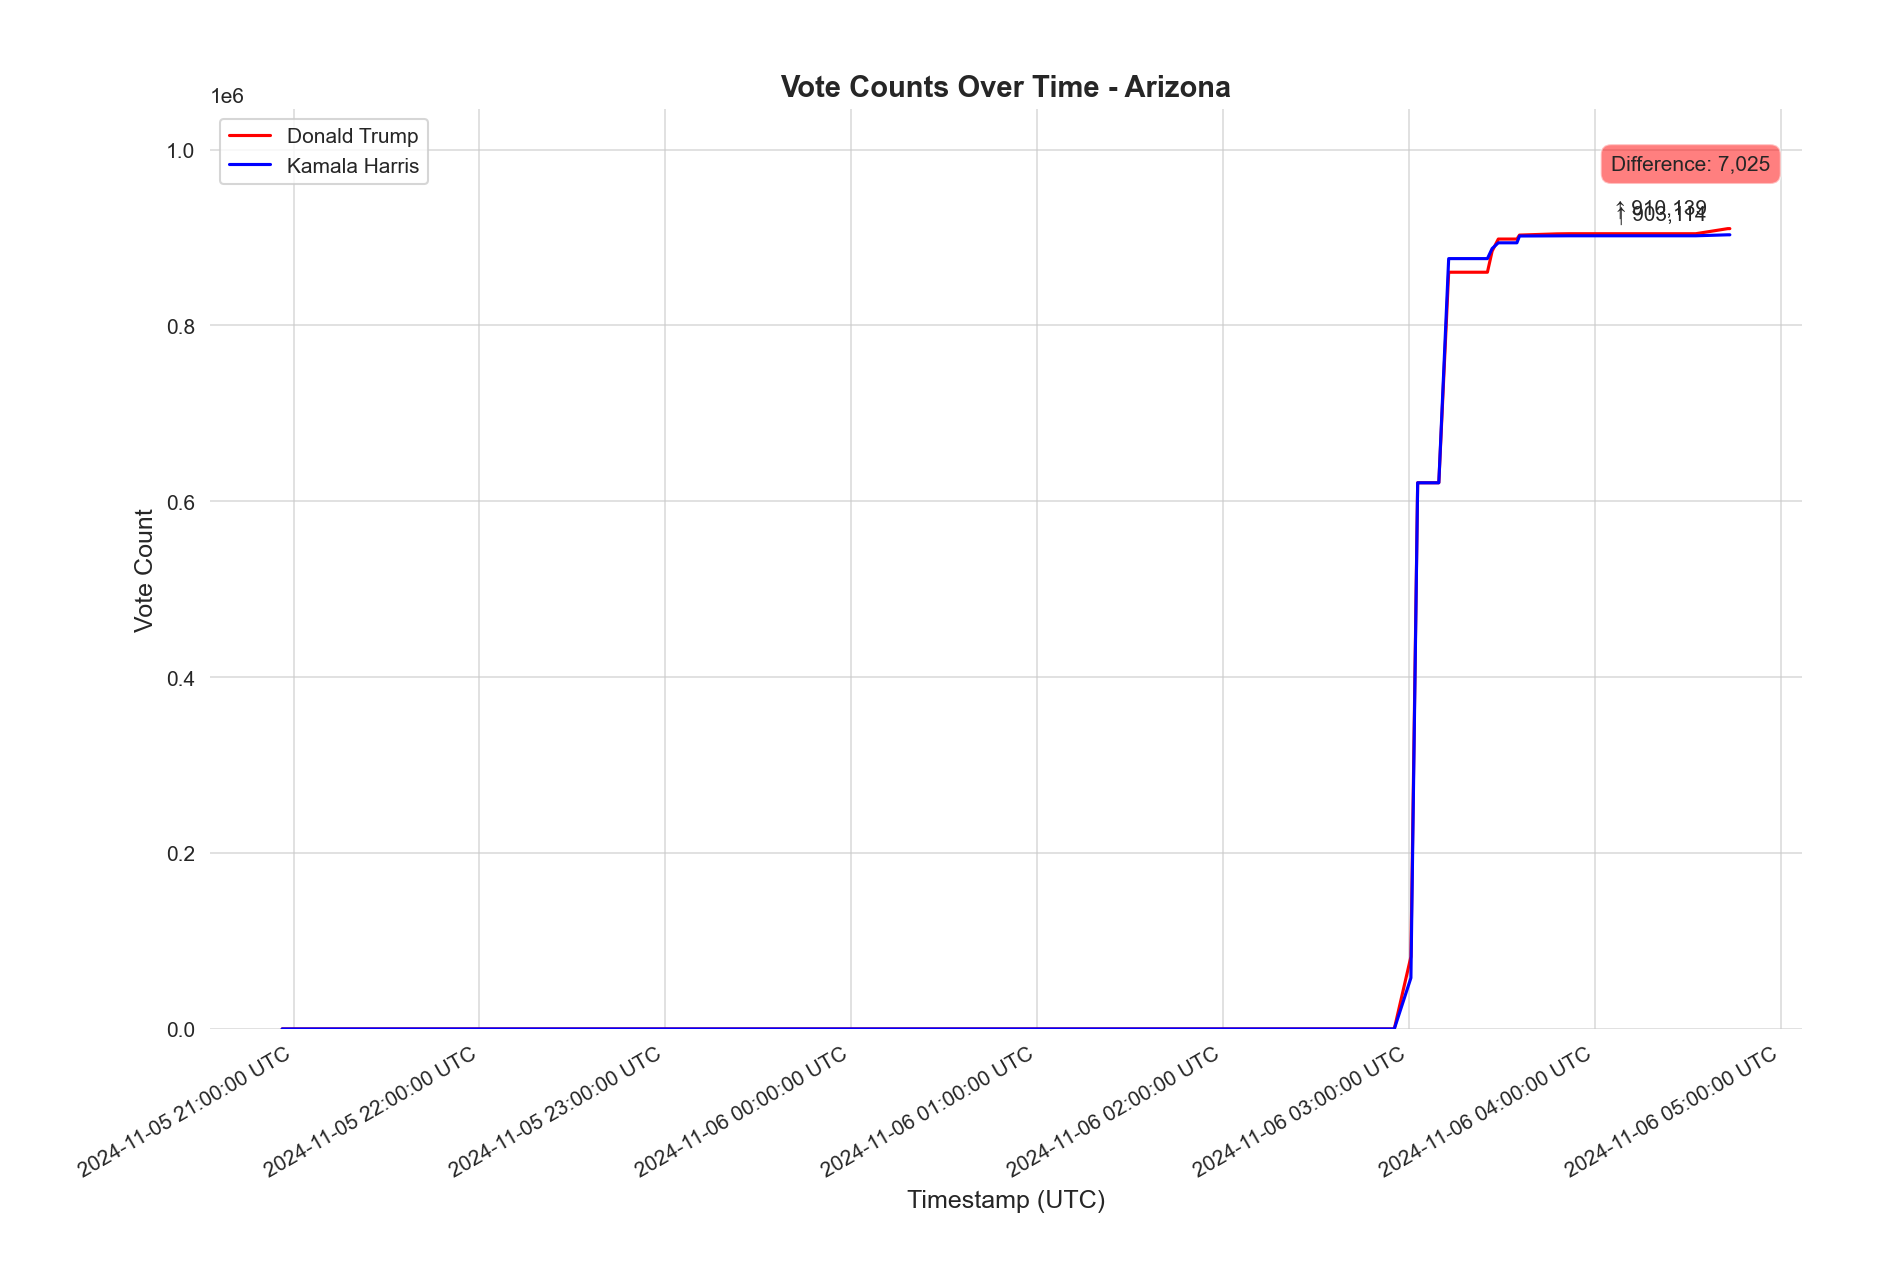 Vote Counts Over Time - Arizona
1e6
Donald Trump
Kamala Harris
Difference: 7,025
↑ 910,139
↑ 903,114
1.0
0.8
0.6
0.4
0.2
0.0
Vote Count
2024-11-05 21:00:00 UTC
2024-11-05 22:00:00 UTC
2024-11-05 23:00:00 UTC
2024-11-06 00:00:00 UTC
2024-11-06 01:00:00 UTC
2024-11-06 02:00:00 UTC
2024-11-06 03:00:00 UTC
2024-11-06 04:00:00 UTC
2024-11-06 05:00:00 UTC
Timestamp (UTC)